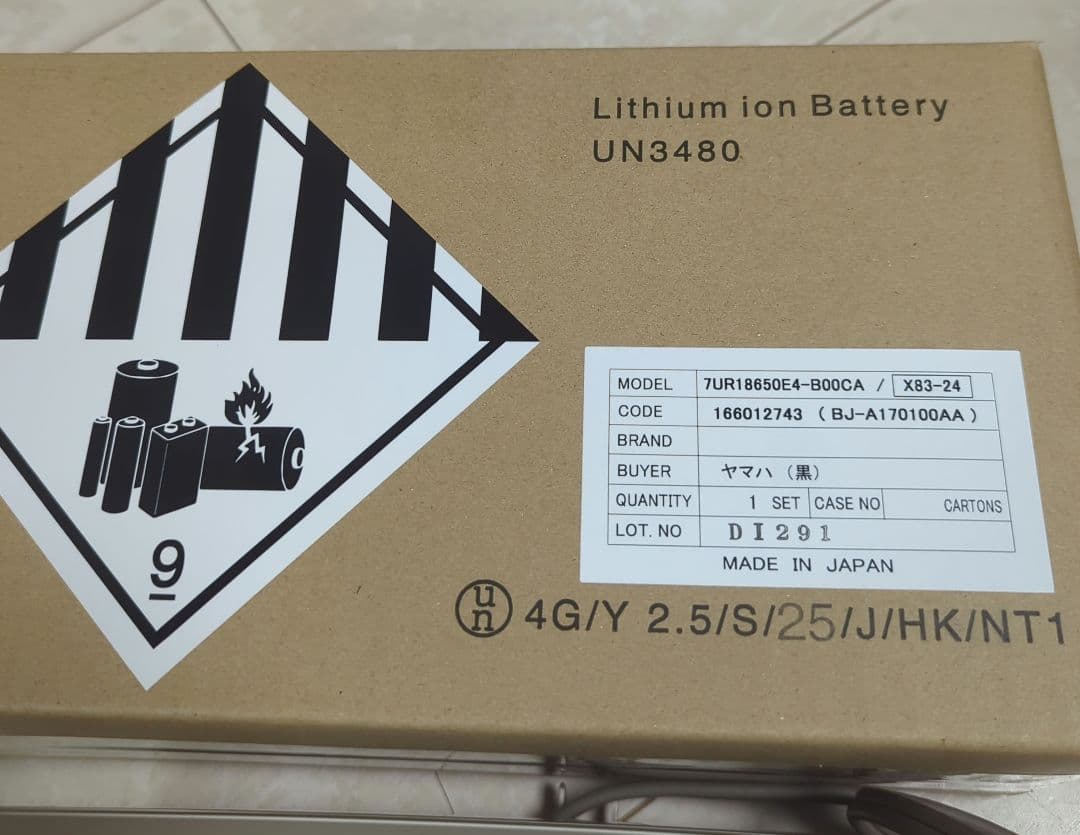 Lithium ion Battery
UN3480
MODEL 7UR18650E4-B00CA / X83-24
CODE 166012743 ( BJ-A170100AA )
BRAND
BUYER ヤマハ (黒)
QUANTITY 1 SET CASE NO CARTONS
LOT. NO DI291
MADE IN JAPAN
9
un 4G/Y 2.5/S/25/J/HK/NT1